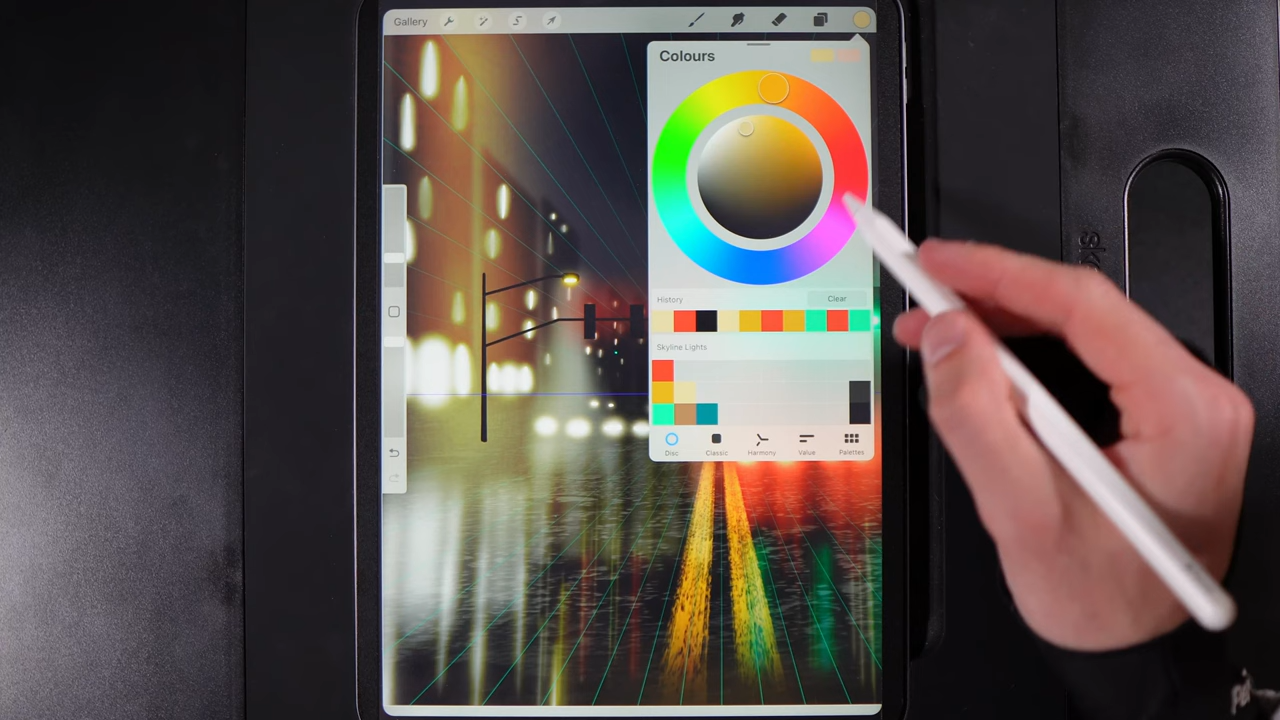 Gallery
Colours
History
Clear
Skyline Lights
Disc
Classic
Harmony
Value
Palettes